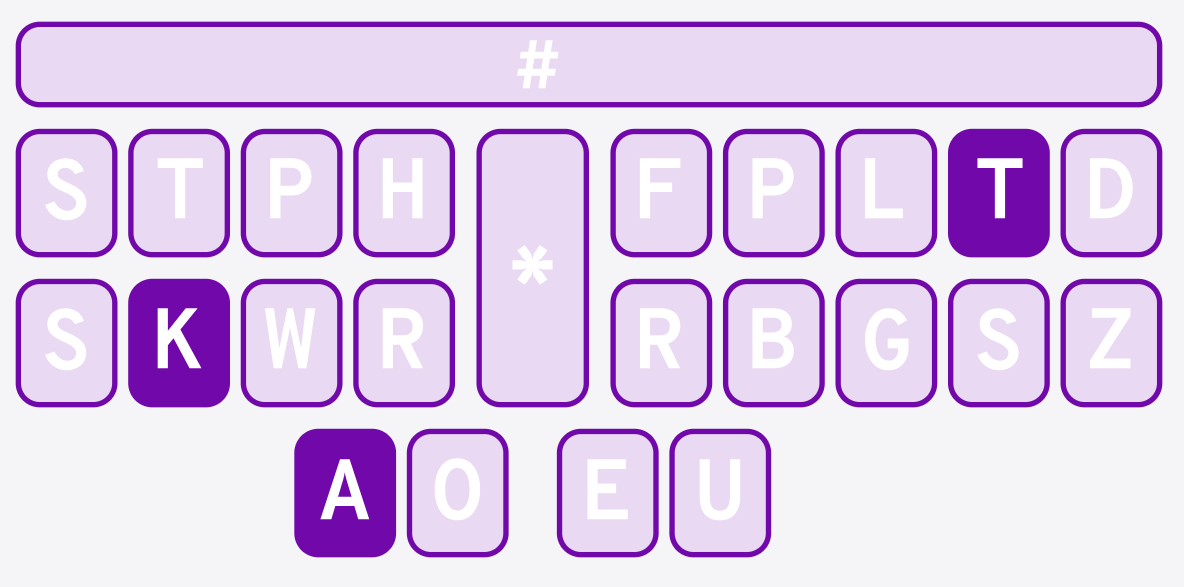 #
S T P H * F P L T D
S K W R R B G S Z
A O E U